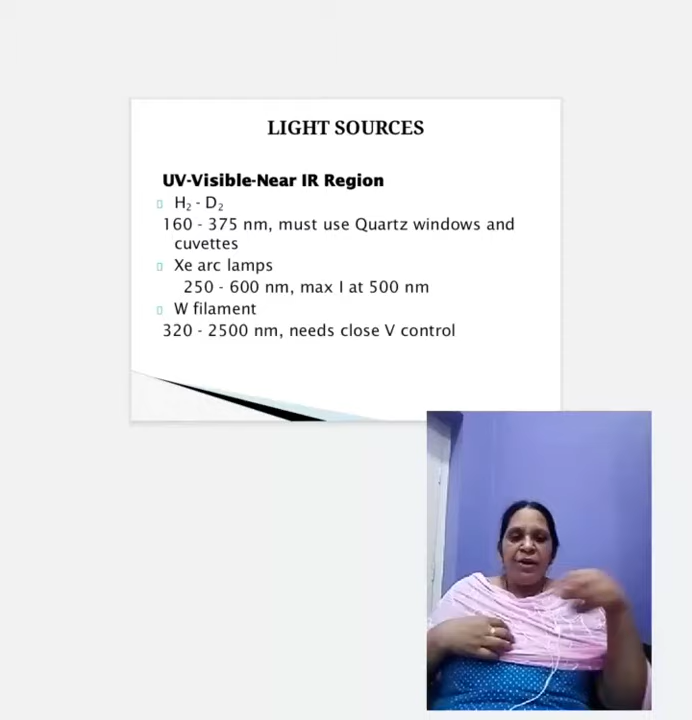 LIGHT SOURCES
UV-Visible-Near IR Region
H₂ - D₂
160 - 375 nm, must use Quartz windows and
cuvettes
Xe arc lamps
250 - 600 nm, max I at 500 nm
W filament
320 - 2500 nm, needs close V control